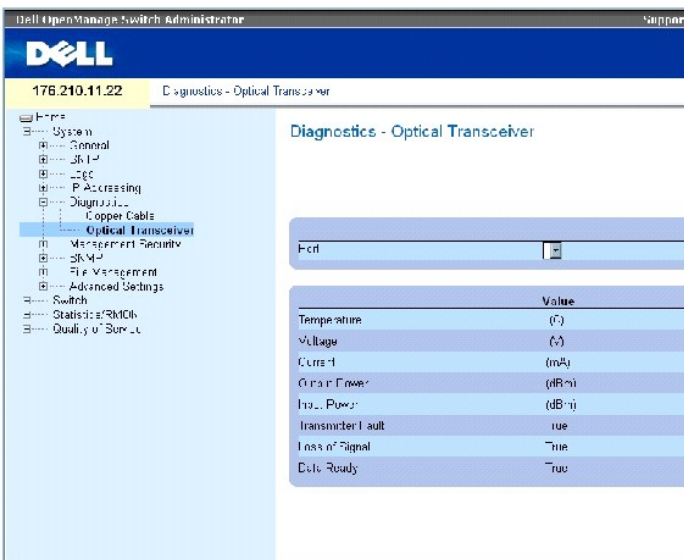 Dell OpenManage Switch Administrator
Suppor
DELL
176.210.11.22
Diagnostics - Optical Transceiver
Home
System
General
SNTP
Logs
IP Addressing
Diagnostics
Copper Cable
Optical Transceiver
Management Security
SNMP
File Management
Advanced Settings
Switch
Statistics/RMON
Quality of Service
Diagnostics - Optical Transceiver
Port
Value
Temperature (C)
Voltage (V)
Current (mA)
Output Power (dBm)
Input Power (dBm)
Transmitter Fault True
Loss of Signal True
Data Ready True